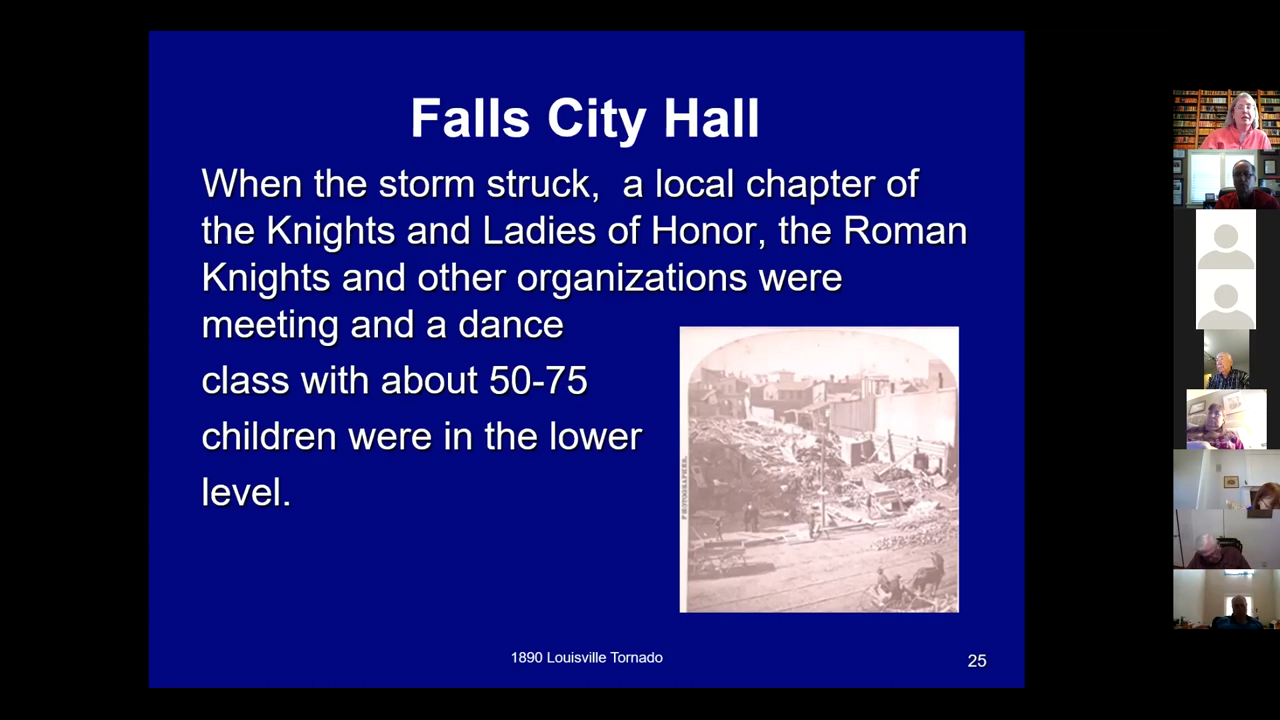 Falls City Hall
When the storm struck,  a local chapter of
the Knights and Ladies of Honor, the Roman
Knights and other organizations were
meeting and a dance
class with about 50-75
children were in the lower
level.
PHOTOGRAPHER.
1890 Louisville Tornado
25